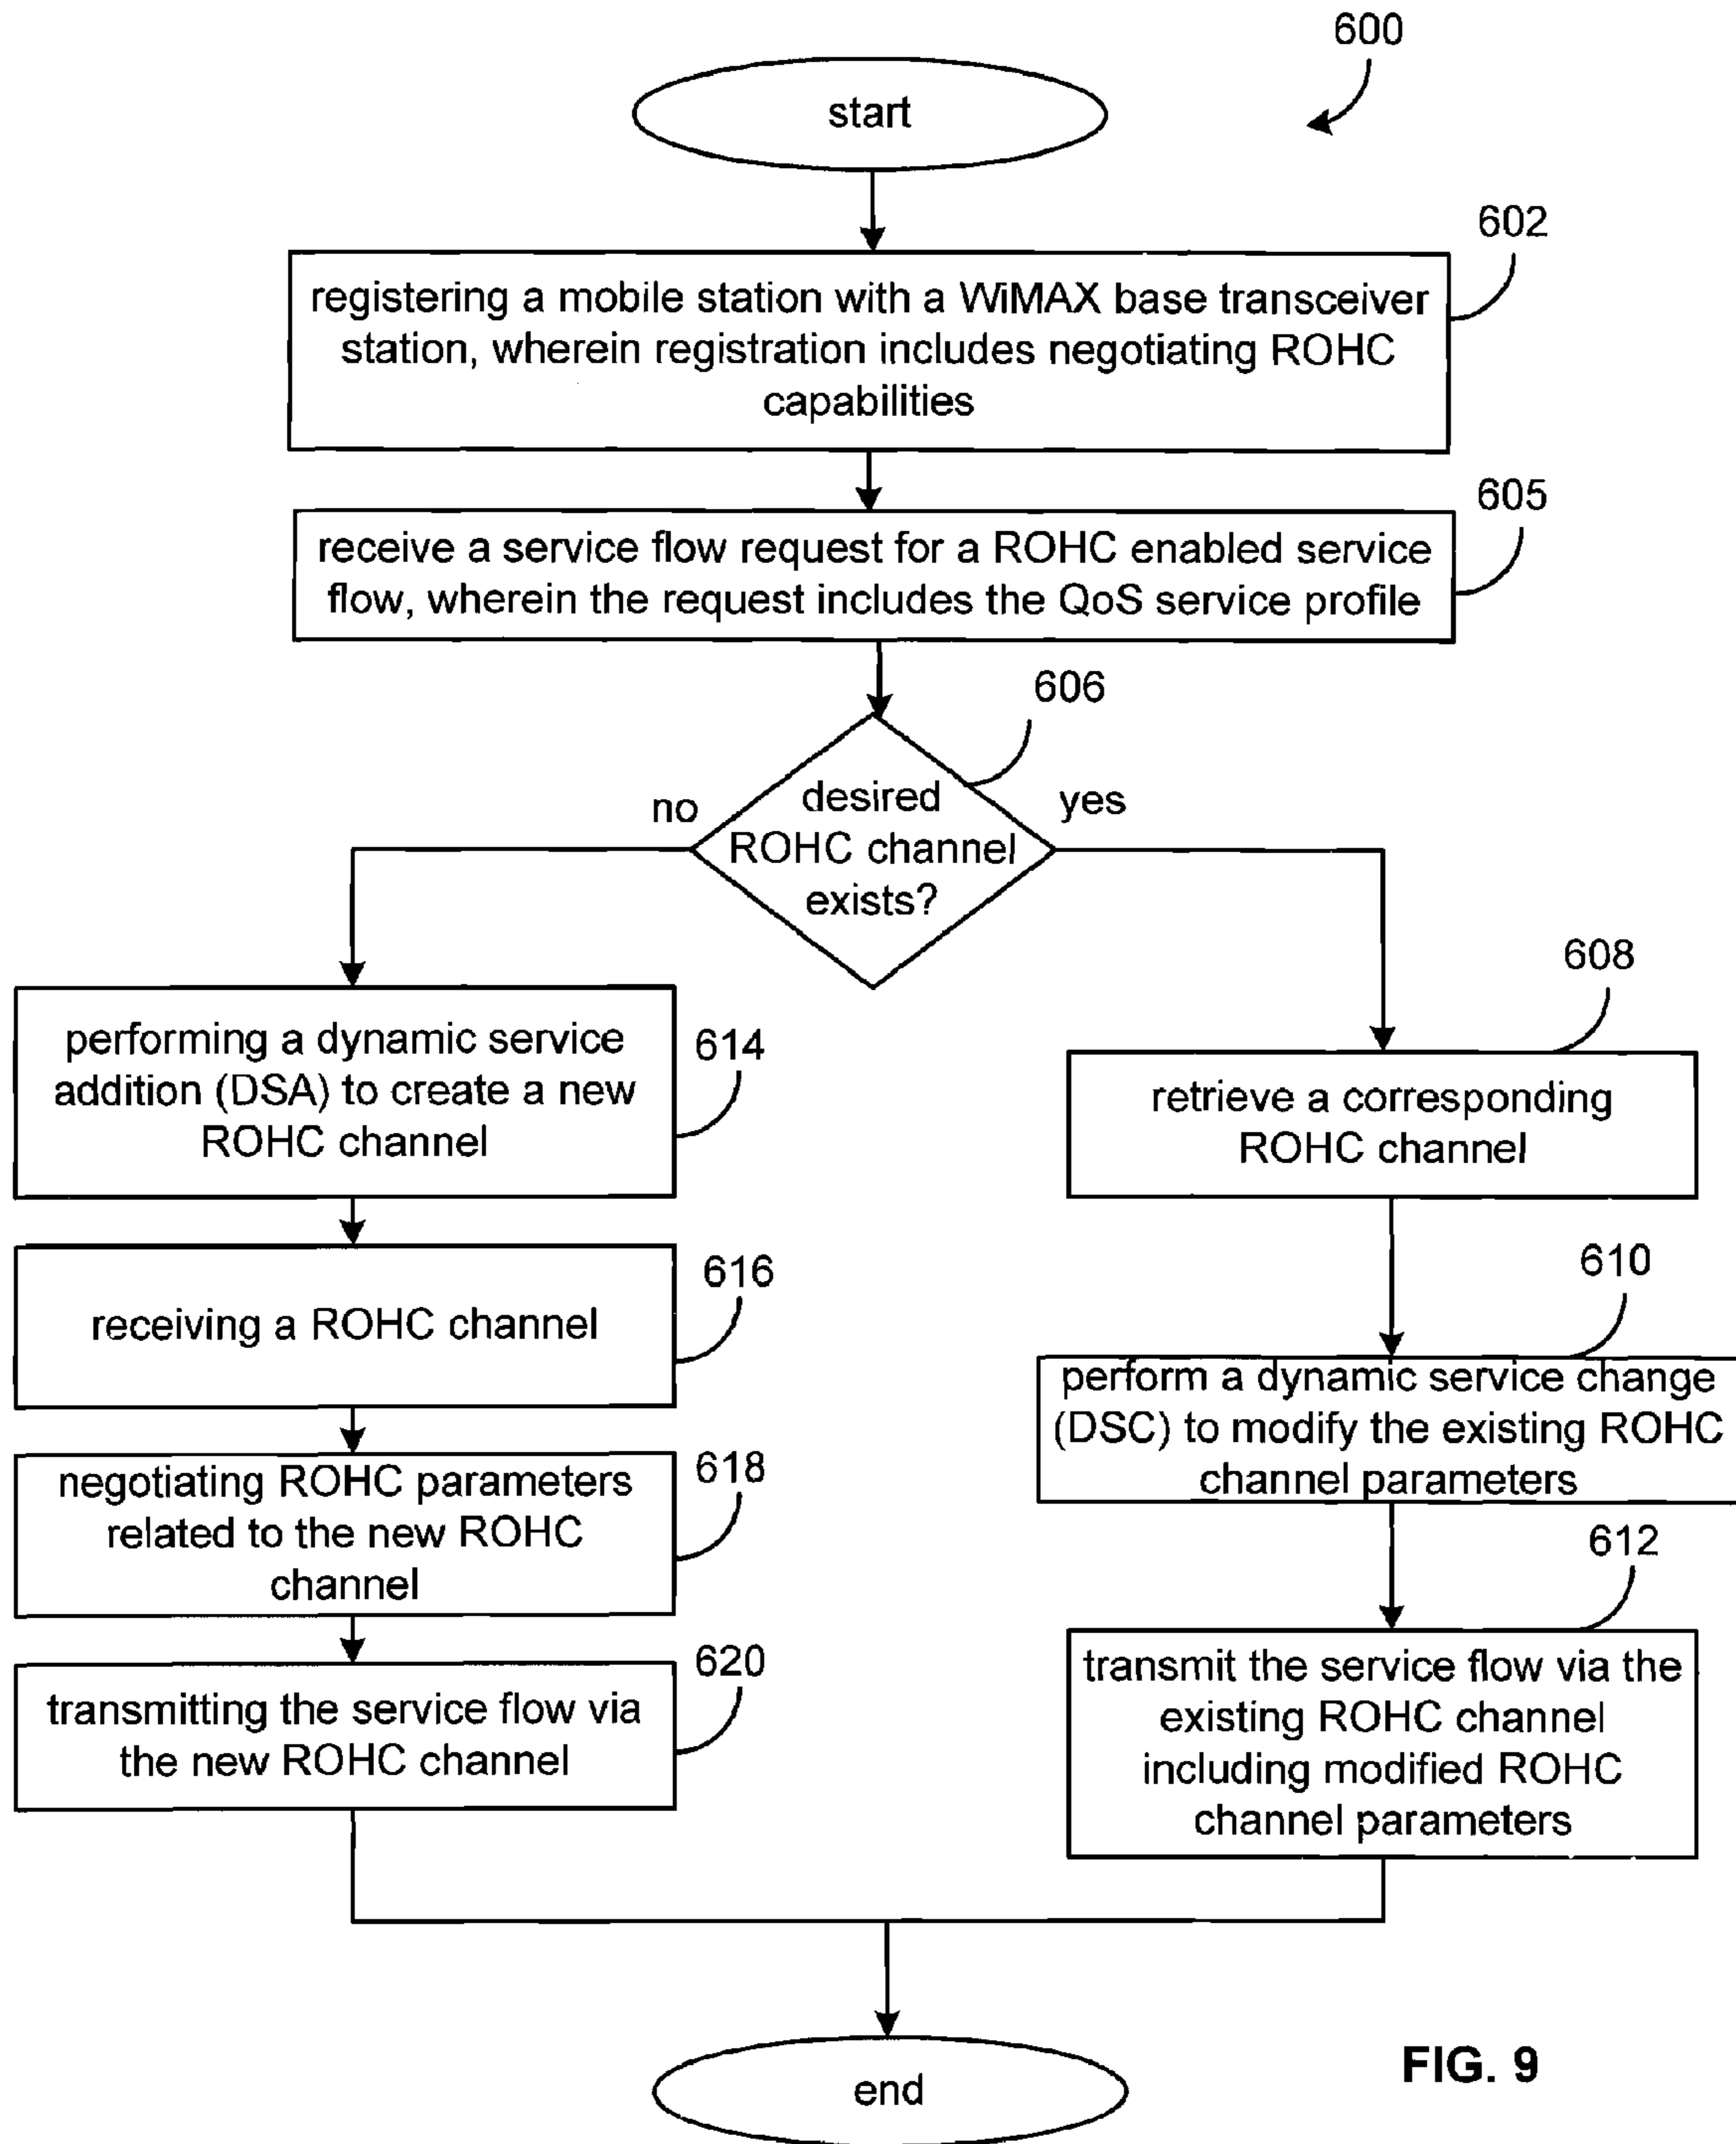 600
start
602
registering a mobile station with a WiMAX base transceiver
station, wherein registration includes negotiating ROHC
capabilities
605
receive a service flow request for a ROHC enabled service
flow, wherein the request includes the QoS service profile
606
no
desired
ROHC channel
exists?
yes
614
performing a dynamic service
addition (DSA) to create a new
ROHC channel
616
receiving a ROHC channel
618
negotiating ROHC parameters
related to the new ROHC
channel
620
transmitting the service flow via
the new ROHC channel
608
retrieve a corresponding
ROHC channel
610
perform a dynamic service change
(DSC) to modify the existing ROHC
channel parameters
612
transmit the service flow via the
existing ROHC channel
including modified ROHC
channel parameters
end
FIG. 9